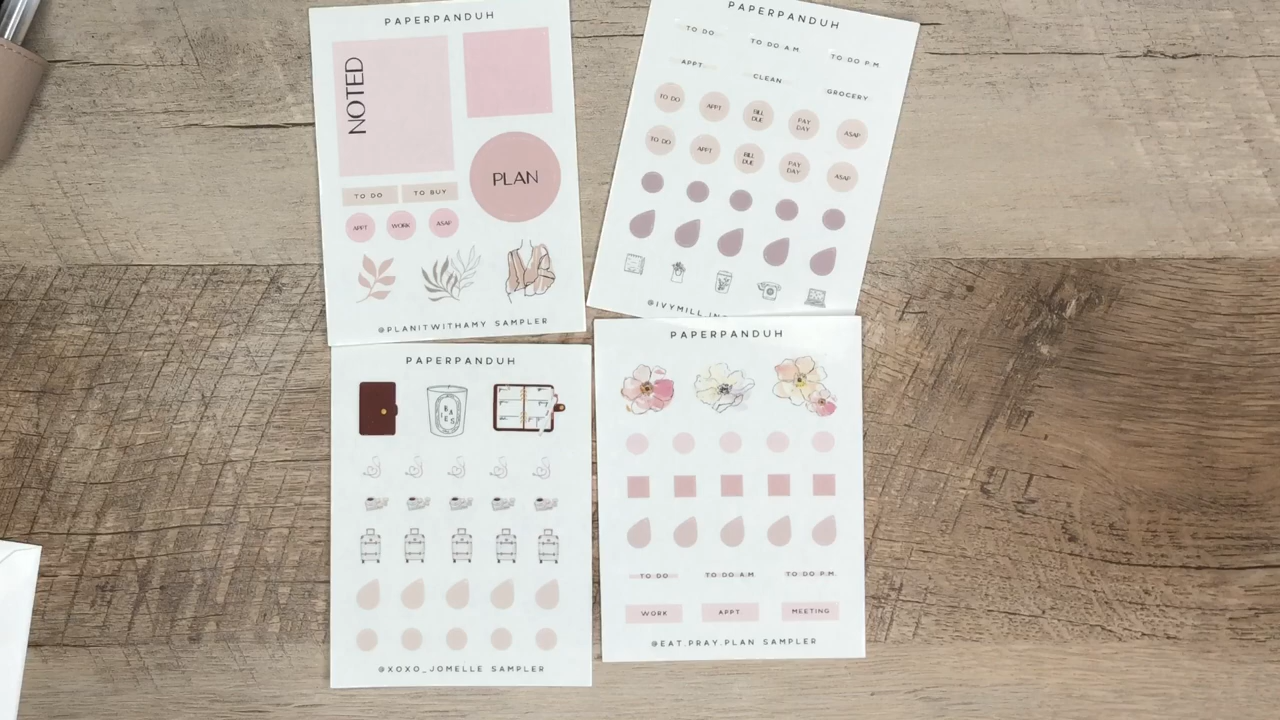 PAPERPANDUH
NOTED
PLAN
TO DO
TO BUY
APPT
WORK
ASAP
@PLANITWITHAMY SAMPLER
PAPERPANDUH
TO DO
TO DO A.M.
TO DO P.M.
APPT
CLEAN
GROCERY
TO DO
APPT
BILL
DUE
PAY
DAY
ASAP
TO DO
APPT
BILL
DUE
PAY
DAY
ASAP
PAPERPANDUH
@XOXO_JOMELLE SAMPLER
PAPERPANDUH
TO DO
TO DO A.M.
TO DO P.M.
WORK
APPT.
MEETING
@EAT.PRAY.PLAN SAMPLER